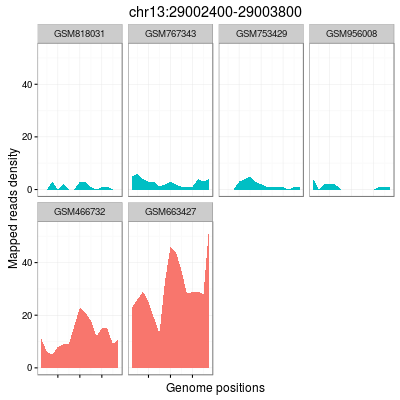 chr13:29002400-29003800
GSM818031 GSM767343 GSM753429 GSM956008
40
20
0
Mapped reads density
GSM466732 GSM663427
40
20
0
Genome positions